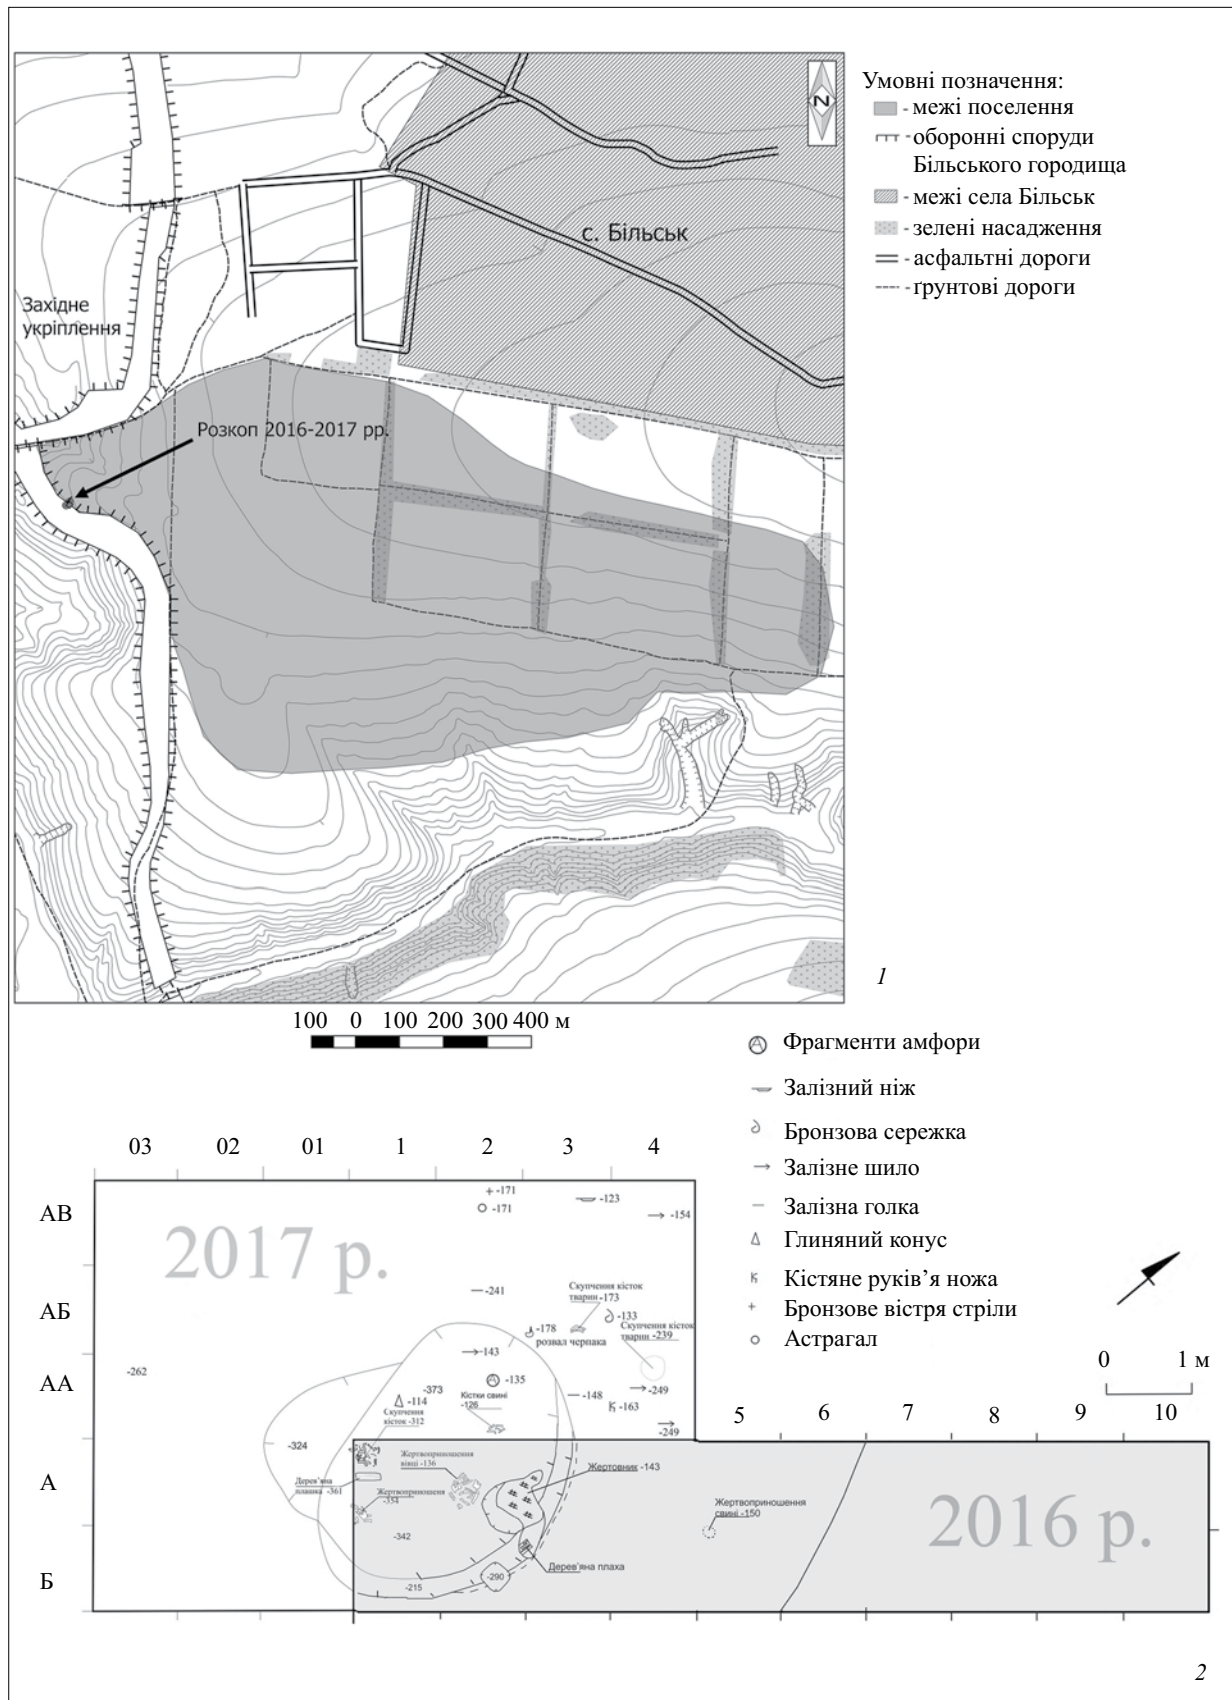 Умовні позначення:
- межі поселення
- оборонні споруди
Більського городища
- межі села Більськ
- зелені насадження
- асфальтні дороги
- ґрунтові дороги
N
с. Більськ
Західне
укріплення
Розкоп 2016-2017 рр.
1
100 0 100 200 300 400 м
Фрагменти амфори
Залізний ніж
Бронзова сережка
Залізне шило
Залізна голка
Глиняний конус
Кістяне руків'я ножа
Бронзове вістря стріли
Астрагал
0 1 м
03 02 01 1 2 3 4
АВ
АБ
АА
А
Б
5 6 7 8 9 10
2017 р.
2016 р.
-171
-171
-123
-154
-241
Скупчення кісток
тварин -173
-133
-178
розвал черпака
Скупчення кісток
тварин -239
-262
-143
-135
-373
-114
Кістки свині
-126
-148
-249
-163
-249
Скупчення
кісток -312
-324
Дерев'яна
плашка -361
Жертвоприношеня
-354
Жертвоприношення
вівці -136
Жертовник -143
Жертвоприношення
свині -150
-342
Дерев'яна плаха
-290
-215
2